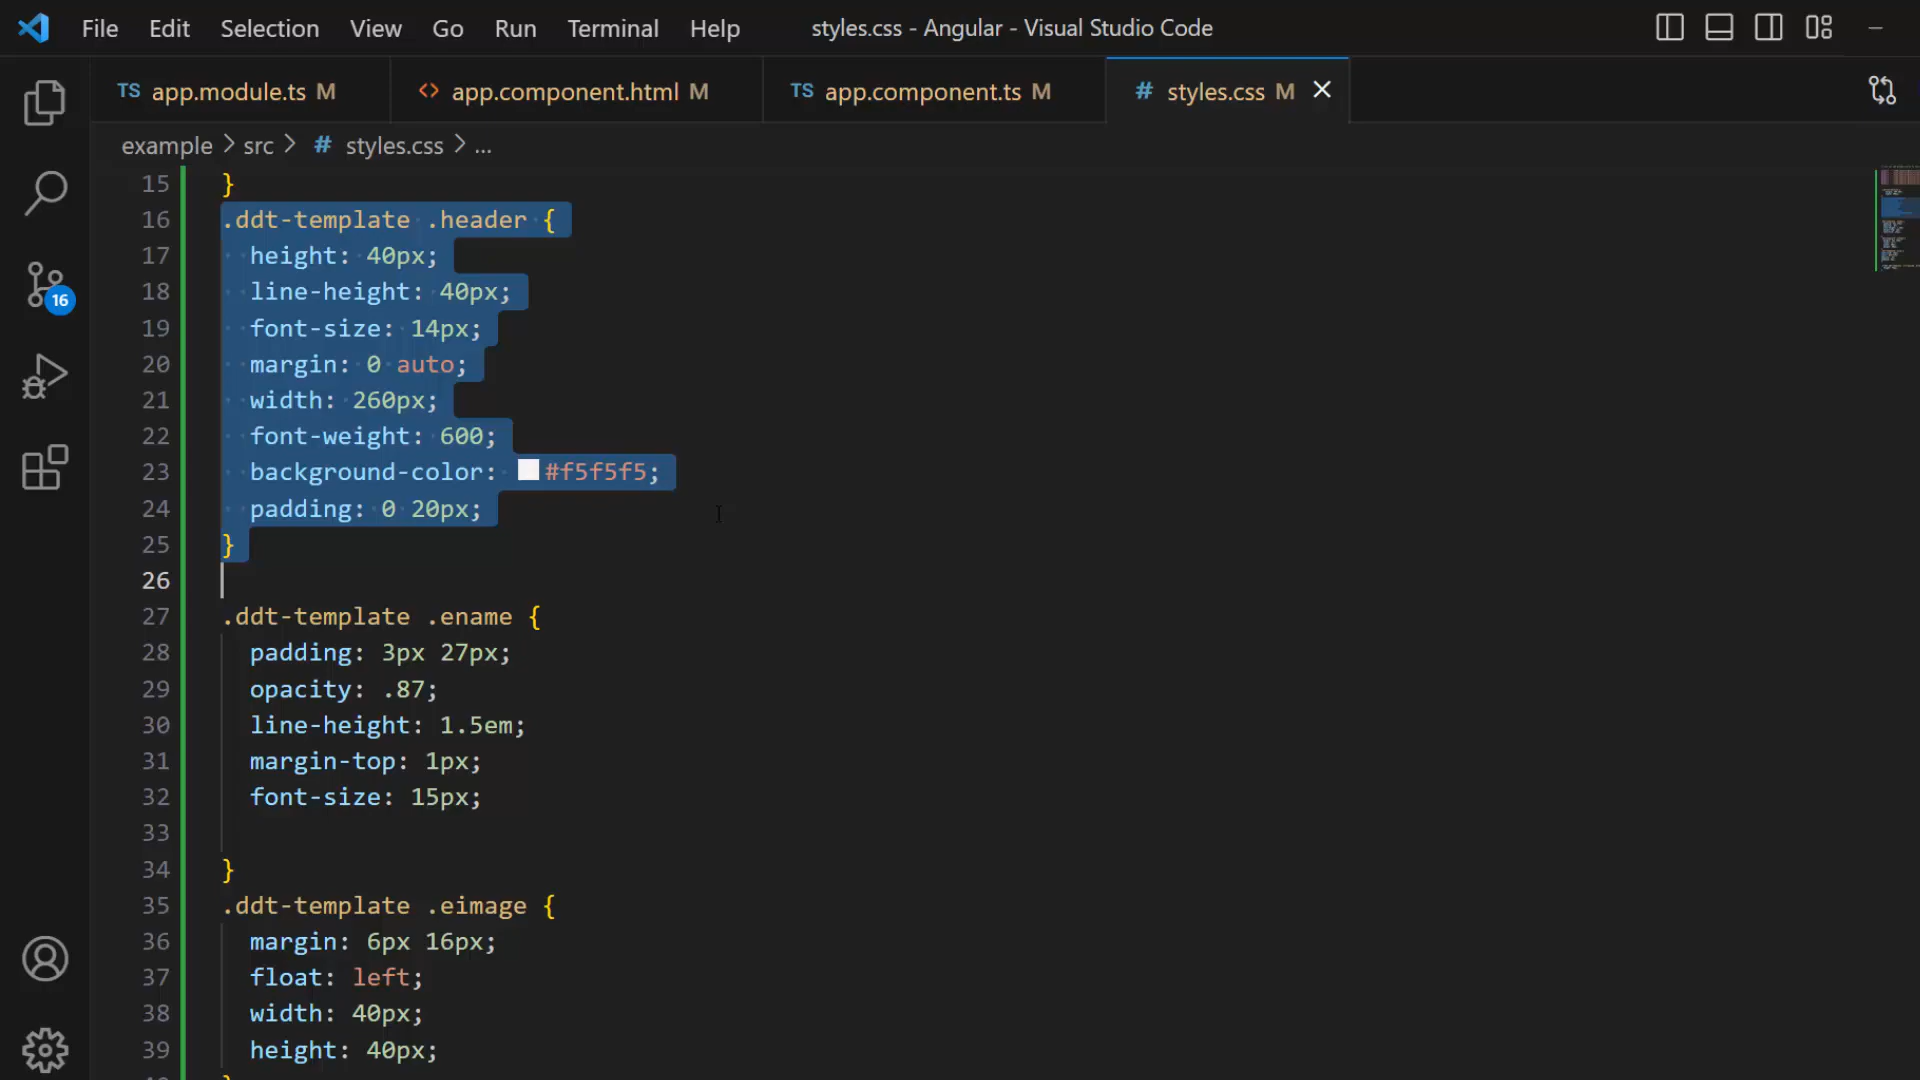 File Edit Selection View Go Run Terminal Help styles.css - Angular - Visual Studio Code
TS app.module.ts M <> app.component.html M TS app.component.ts M # styles.css M
example > src > # styles.css > ...
15 }
16 .ddt-template .header {
17 height: 40px;
18 line-height: 40px;
19 font-size: 14px;
20 margin: 0 auto;
21 width: 260px;
22 font-weight: 600;
23 background-color: #f5f5f5;
24 padding: 0 20px;
25 }
26
27 .ddt-template .ename {
28 padding: 3px 27px;
29 opacity: .87;
30 line-height: 1.5em;
31 margin-top: 1px;
32 font-size: 15px;
33
34 }
35 .ddt-template .eimage {
36 margin: 6px 16px;
37 float: left;
38 width: 40px;
39 height: 40px;
16